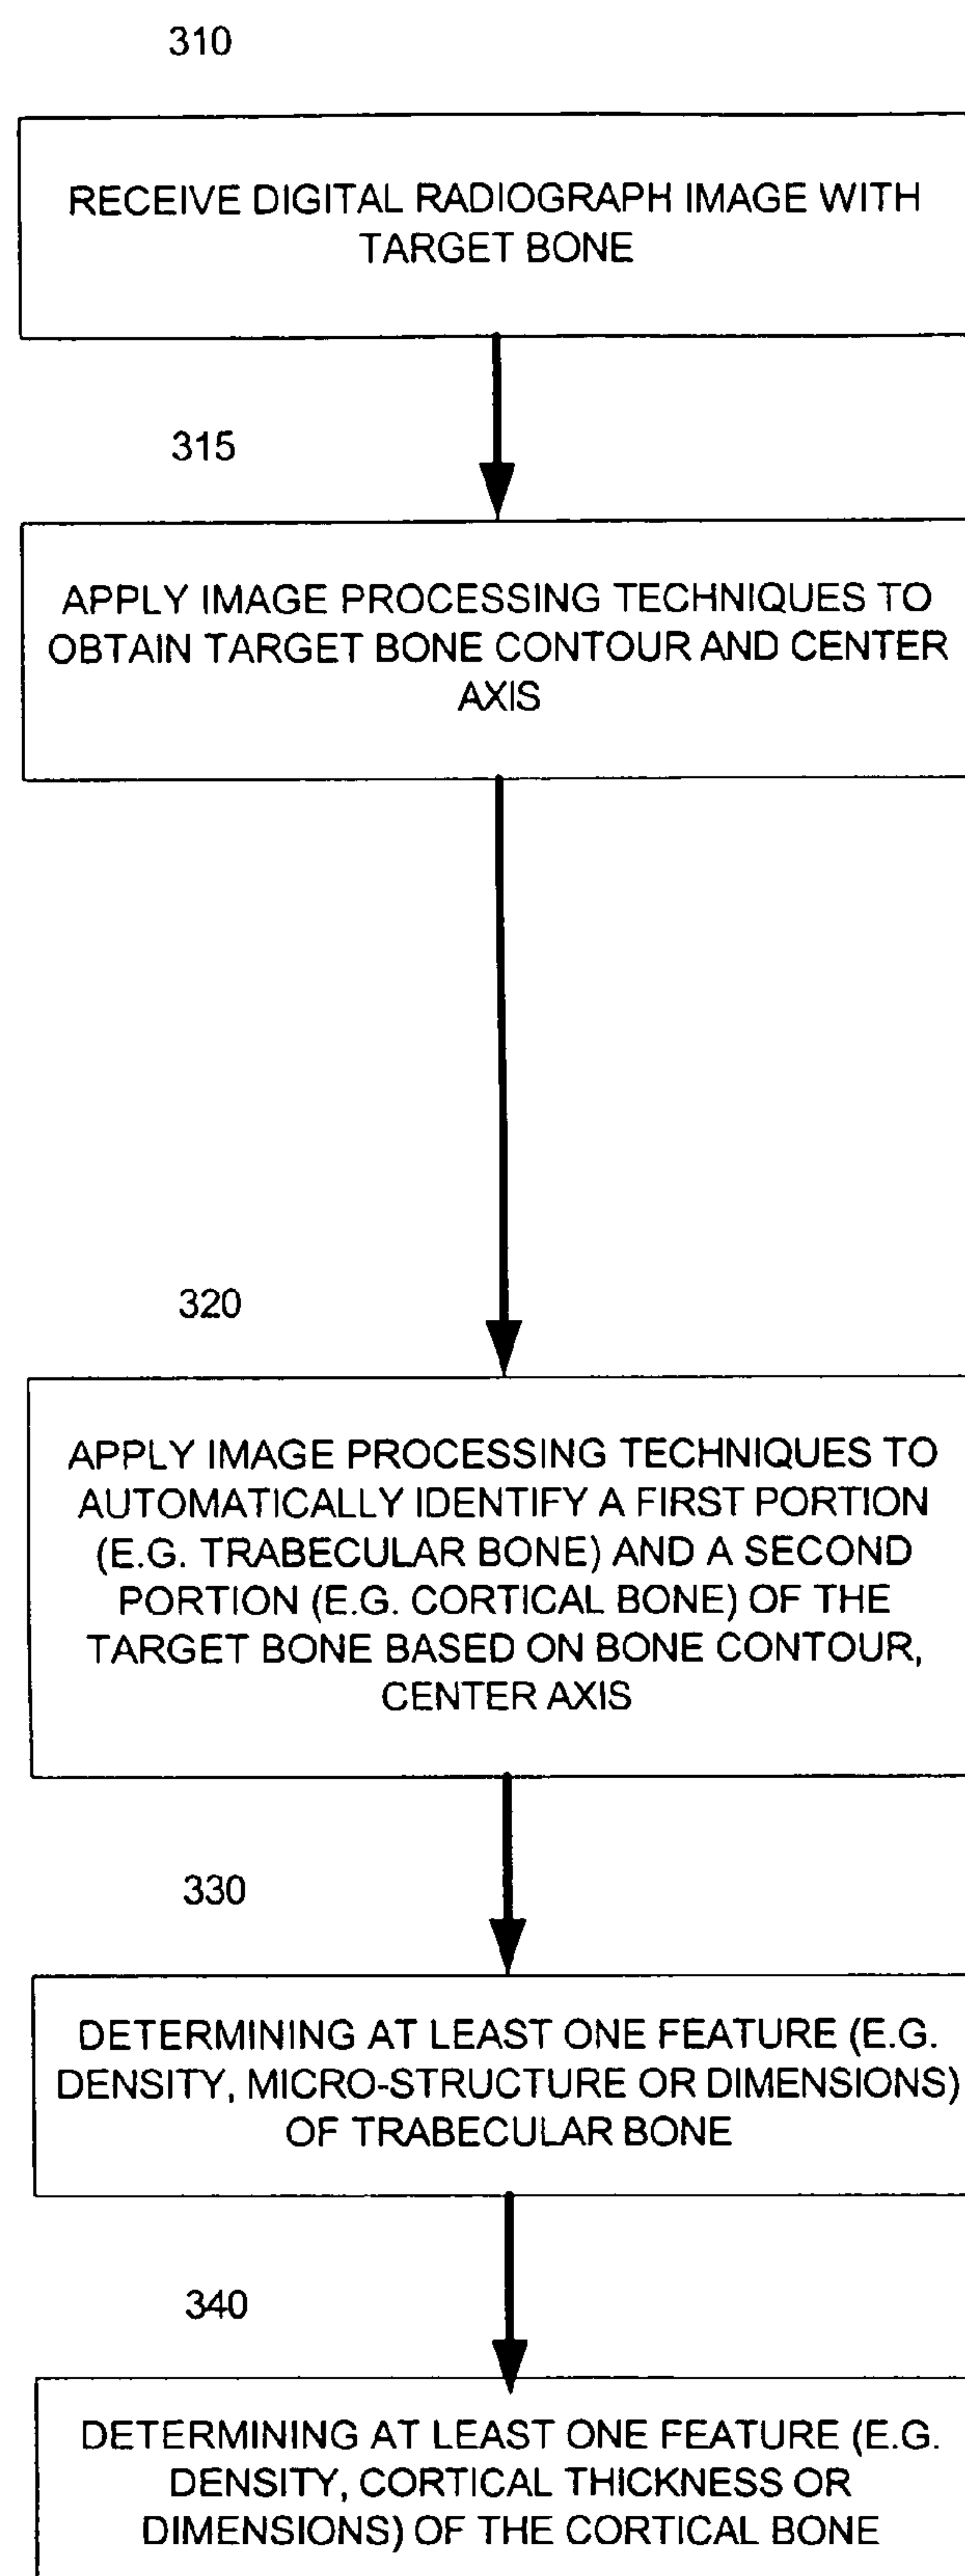 310
RECEIVE DIGITAL RADIOGRAPH IMAGE WITH
TARGET BONE
315
APPLY IMAGE PROCESSING TECHNIQUES TO
OBTAIN TARGET BONE CONTOUR AND CENTER
AXIS
320
APPLY IMAGE PROCESSING TECHNIQUES TO
AUTOMATICALLY IDENTIFY A FIRST PORTION
(E.G. TRABECULAR BONE) AND A SECOND
PORTION (E.G. CORTICAL BONE) OF THE
TARGET BONE BASED ON BONE CONTOUR,
CENTER AXIS
330
DETERMINING AT LEAST ONE FEATURE (E.G.
DENSITY, MICRO-STRUCTURE OR DIMENSIONS)
OF TRABECULAR BONE
340
DETERMINING AT LEAST ONE FEATURE (E.G.
DENSITY, CORTICAL THICKNESS OR
DIMENSIONS) OF THE CORTICAL BONE